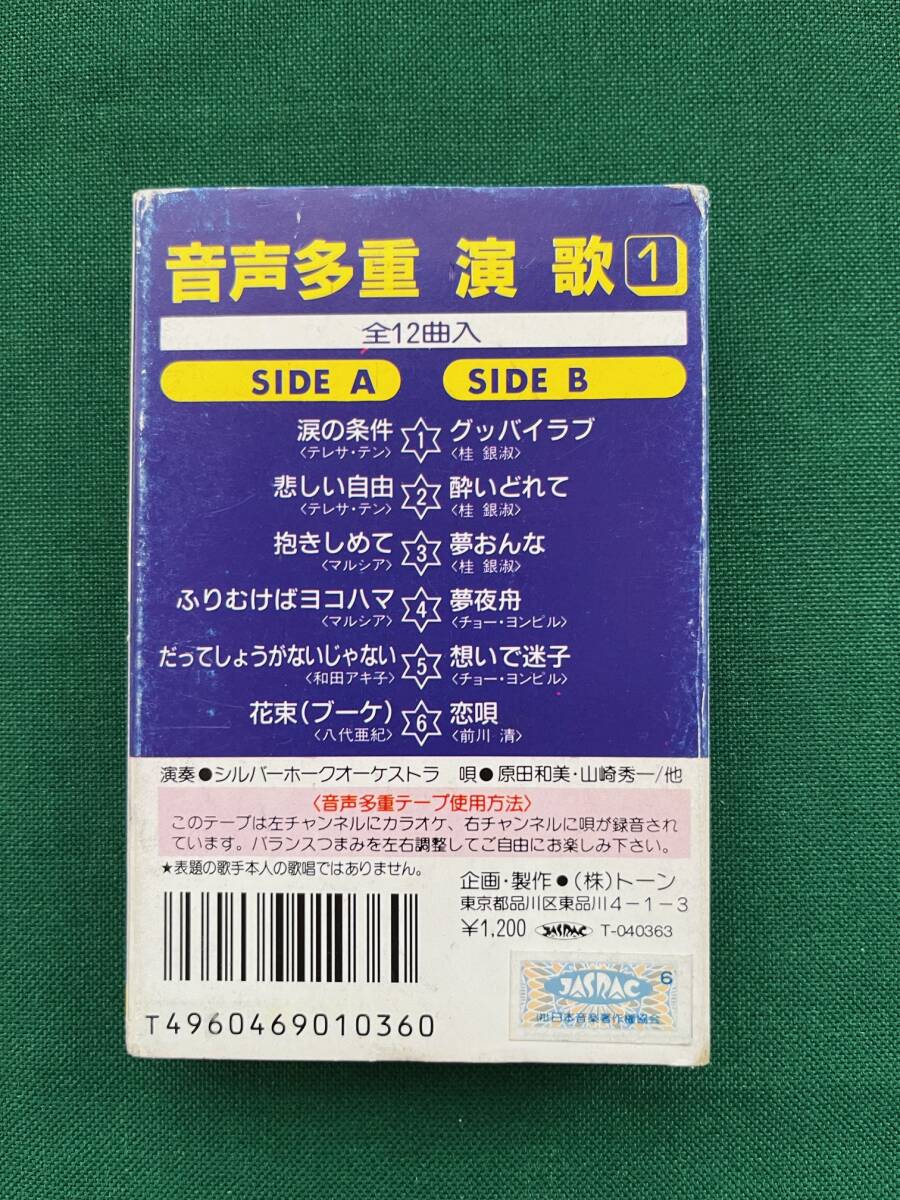 音声多重 演歌 1
全12曲入
SIDE A SIDE B
涙の条件 1 グッバイラブ
〈テレサ・テン〉 〈桂 銀淑〉
悲しい自由 2 酔いどれて
〈テレサ・テン〉 〈桂 銀淑〉
抱きしめて 3 夢おんな
〈マルシア〉 〈桂 銀淑〉
ふりむけばヨコハマ 4 夢夜舟
〈マルシア〉 〈チョー・ヨンピル〉
だってしょうがないじゃない 5 想いで迷子
〈和田アキ子〉 〈チョー・ヨンピル〉
花束(ブーケ) 6 恋唄
〈八代亜紀〉 〈前川 清〉
演奏●シルバーホークオーケストラ 唄●原田和美・山崎秀一/他
〈音声多重テープ使用方法〉
このテープは左チャンネルにカラオケ、右チャンネルに唄が録音され
ています。バランスつまみを左右調整してご自由にお楽しみ下さい。
★表題の歌手本人の歌唱ではありません。
企画・製作●(株)トーン
東京都品川区東品川4-1-3
¥1,200 JASRAC T-040363
JASRAC 6
(社)日本音楽著作権協会
T4960469010360